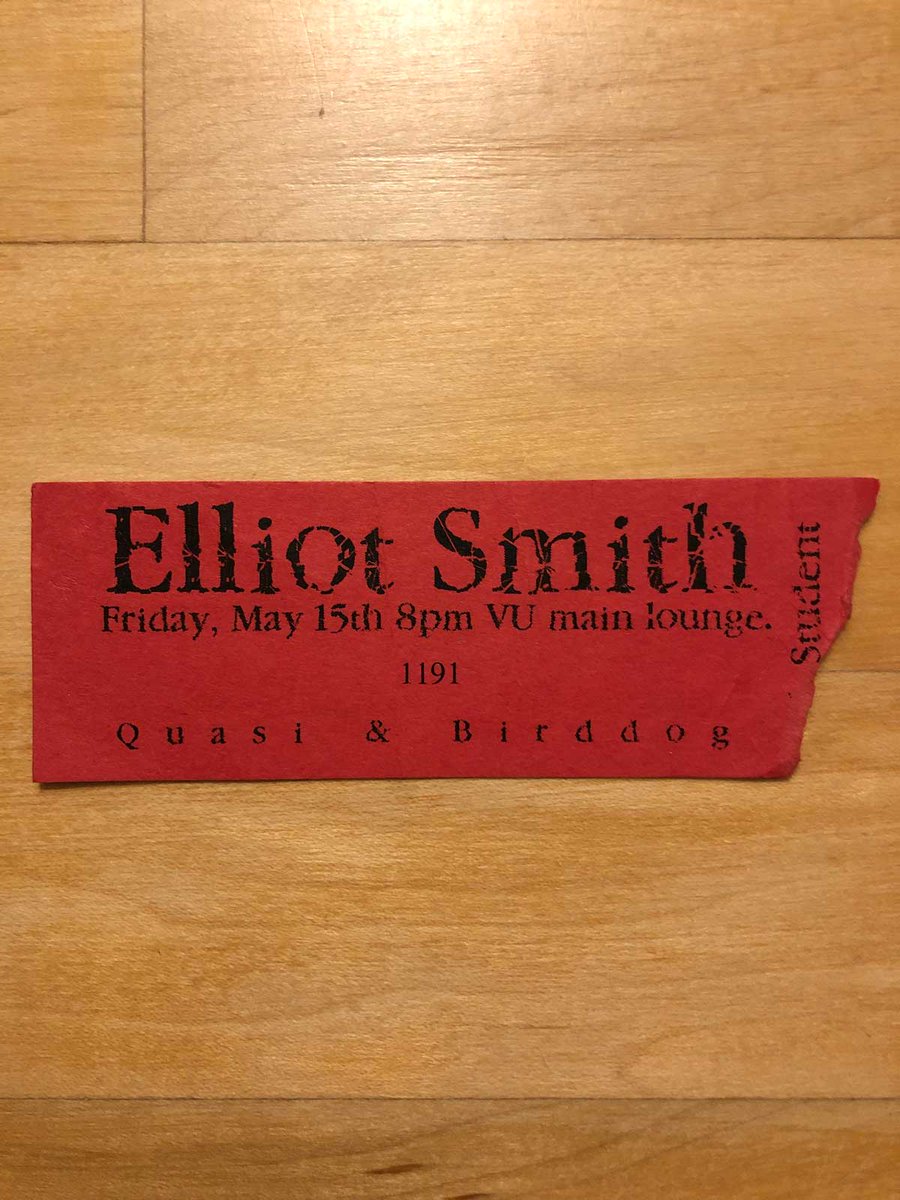 Elliot Smith
Friday, May 15th 8pm VU main lounge.
1191
Quasi & Birddog
Student